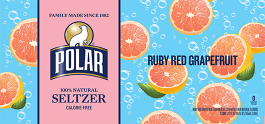 FAMILY MADE SINCE 1882
POLAR
100% NATURAL
SELTZER
CALORIE-FREE
RUBY RED GRAPEFRUIT